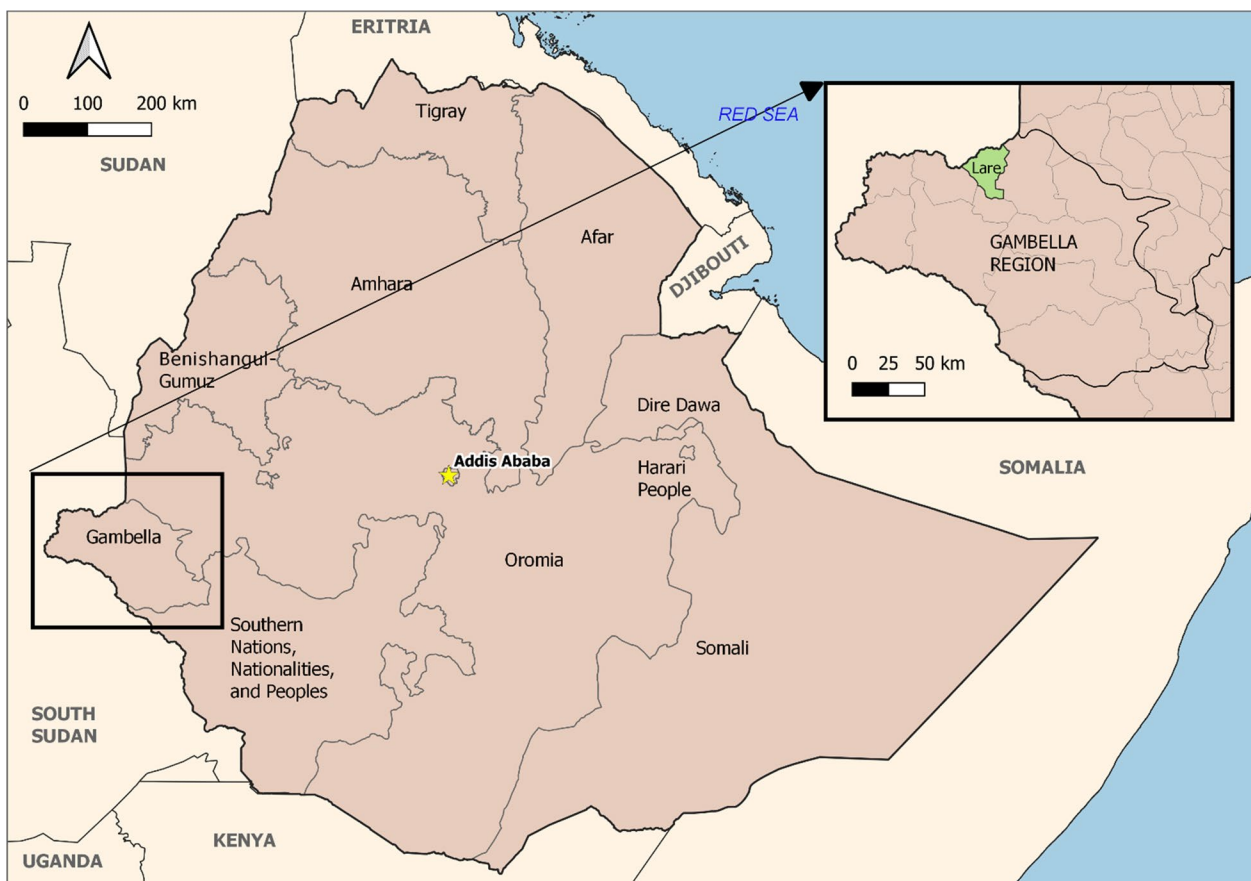 ERITRIA
0 100 200 km
SUDAN
Tigray
RED SEA
Afar
DJIBOUTI
Amhara
Benishangul-
Gumuz
Dire Dawa
Addis Ababa
Harari
People
SOMALIA
Gambella
Oromia
Southern
Nations,
Nationalities,
and Peoples
Somali
SOUTH
SUDAN
KENYA
UGANDA
Lare
GAMBELLA
REGION
0 25 50 km